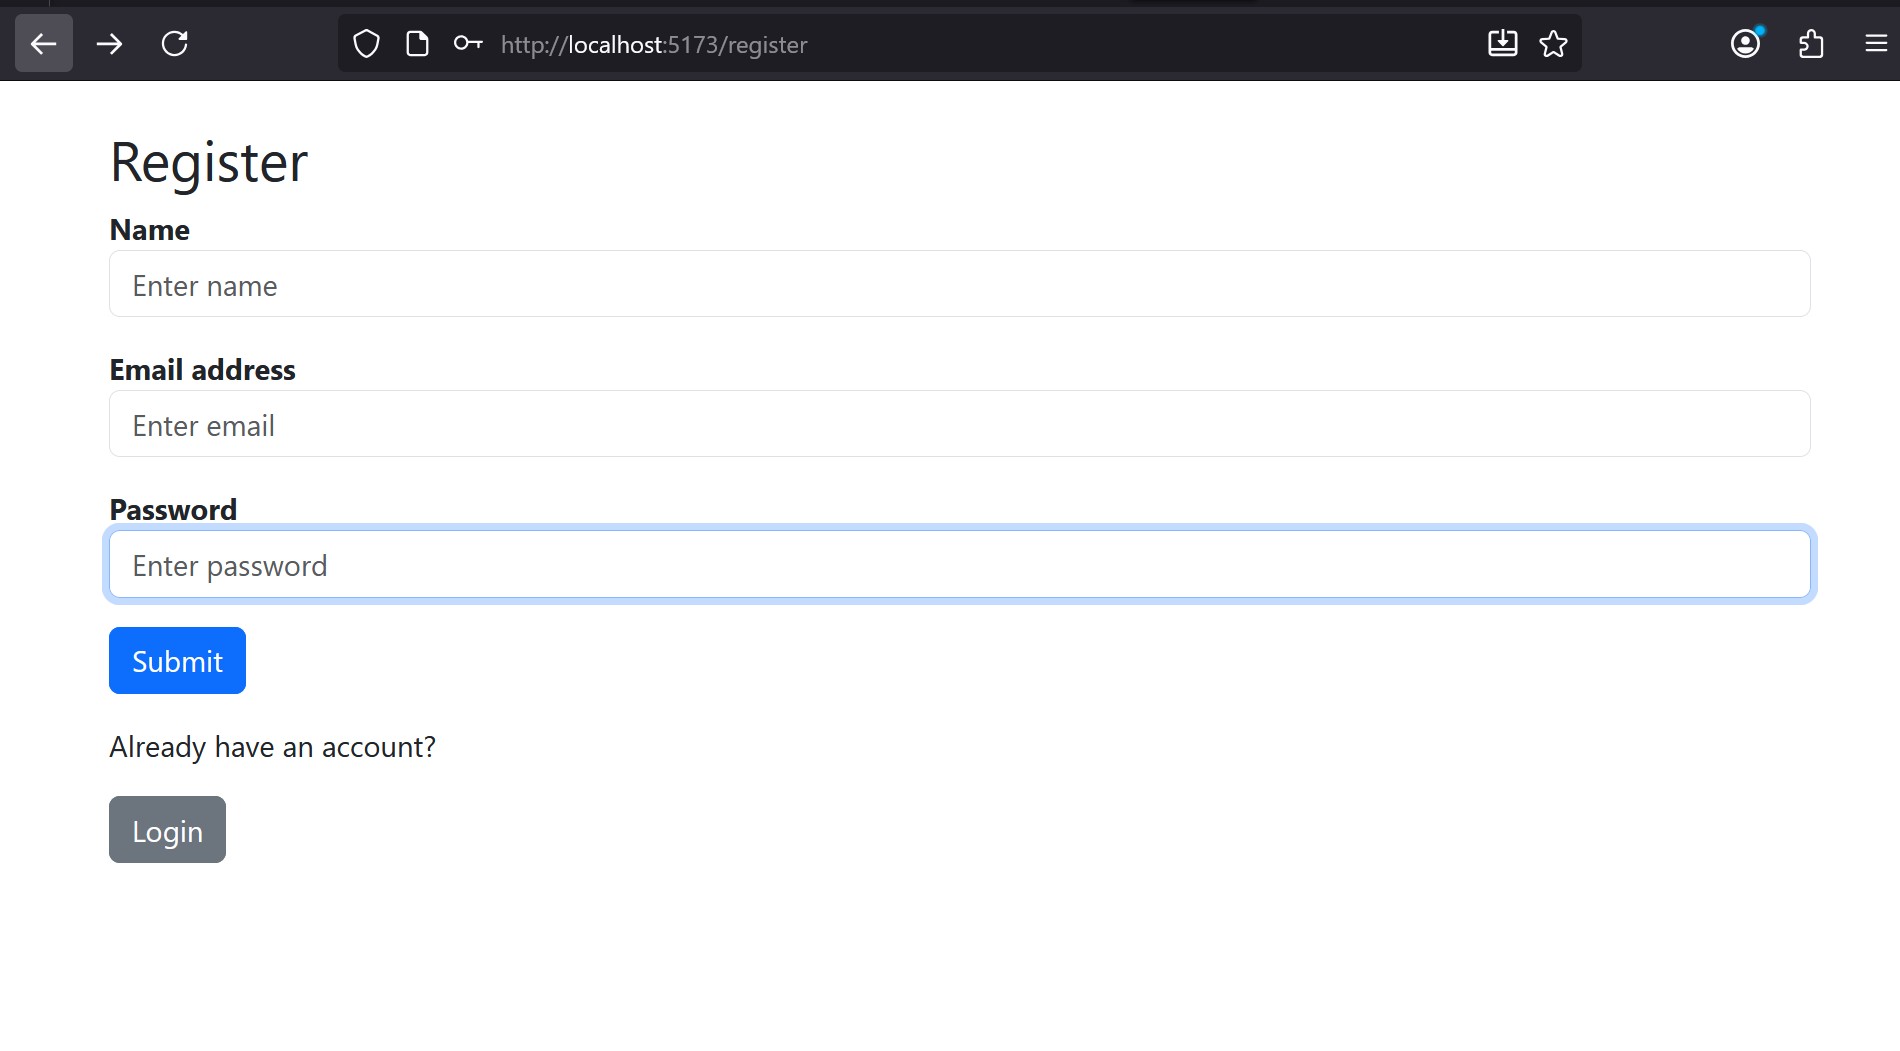 http://localhost:5173/register
Register
Name
Enter name
Email address
Enter email
Password
Enter password
Submit
Already have an account?
Login